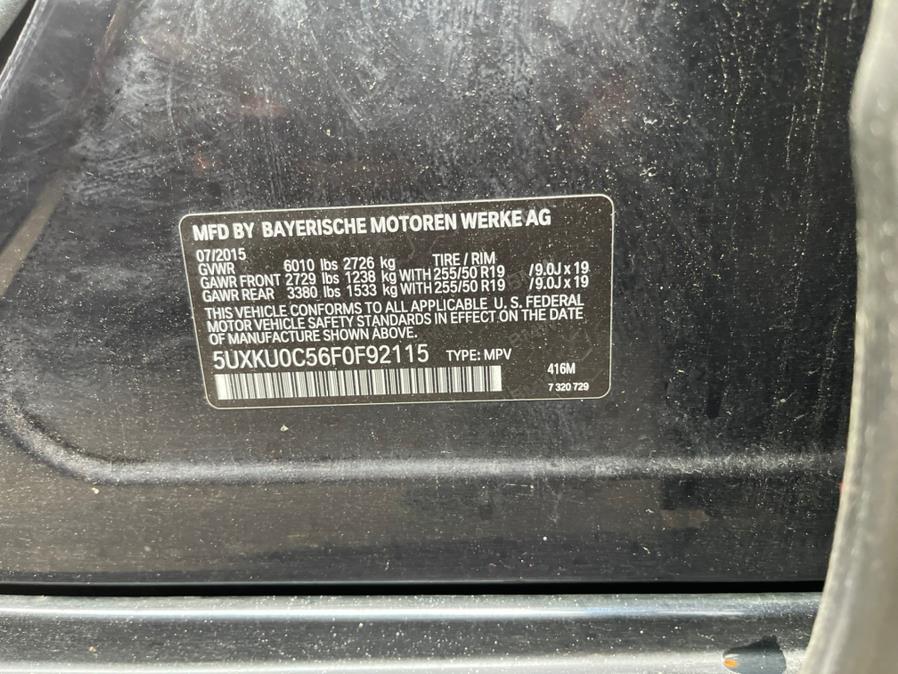 MFD BY BAYERISCHE MOTOREN WERKE AG
07/2015
GVWR 6010 lbs 2726 kg TIRE / RIM
GAWR FRONT 2729 lbs 1238 kg WITH 255/50 R19 /9.0J x 19
GAWR REAR 3380 lbs 1533 kg WITH 255/50 R19 /9.0J x 19
THIS VEHICLE CONFORMS TO ALL APPLICABLE U.S. FEDERAL
MOTOR VEHICLE SAFETY STANDARDS IN EFFECT ON THE DATE
OF MANUFACTURE SHOWN ABOVE.
5UXKU0C56F0F92115 TYPE: MPV
416M
7 320 729